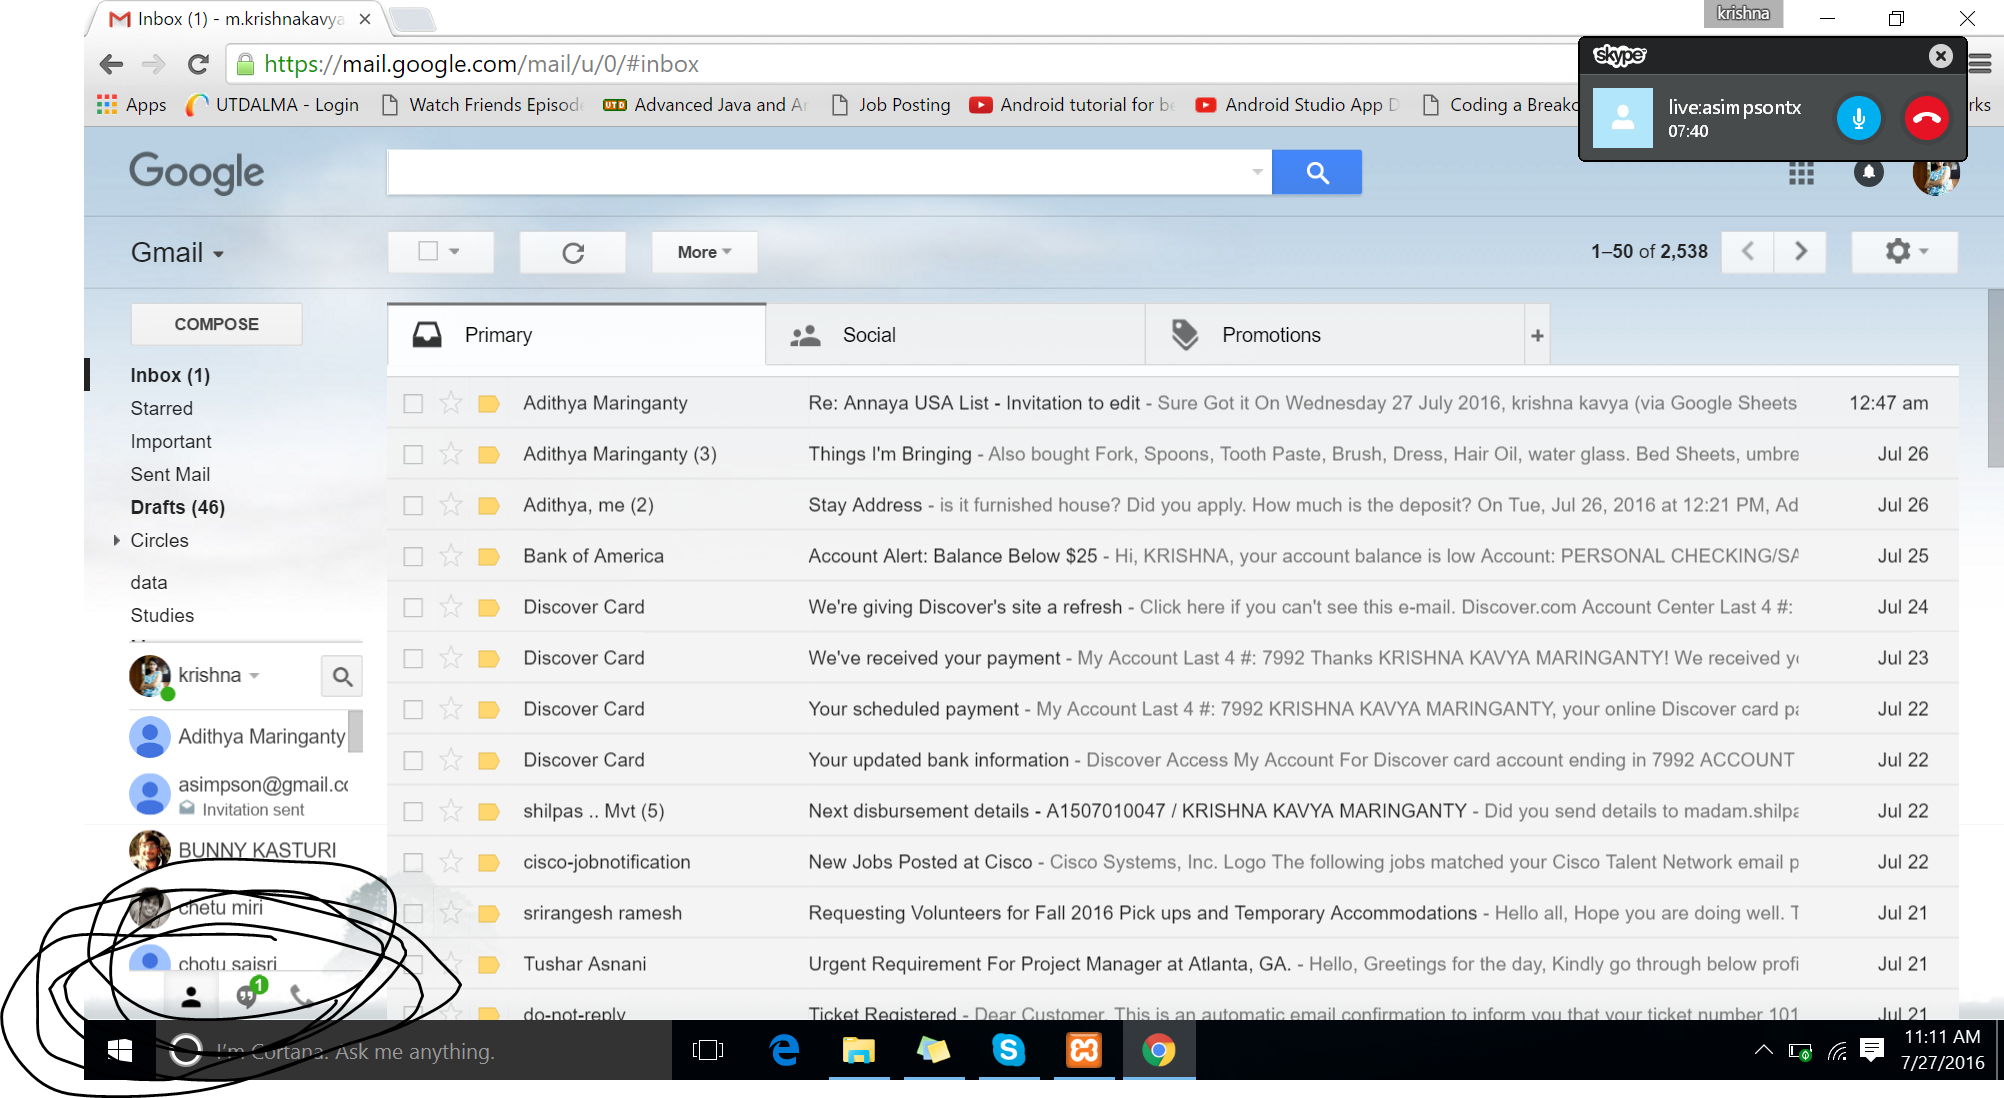 Inbox (1) - m.krishnakavya
krishna
https://mail.google.com/mail/u/0/#inbox
skype
live:asimpsontx
07:40
Apps UTDALMA - Login Watch Friends Episode UTD Advanced Java and Ar Job Posting Android tutorial for be Android Studio App D Coding a Breako rks
Google
Gmail
More
1–50 of 2,538
COMPOSE
Primary
Social
Promotions
+
Inbox (1)
Starred
Important
Sent Mail
Drafts (46)
Circles
data
Studies
krishna
Adithya Maringanty
asimpson@gmail.co
Invitation sent
BUNNY KASTURI
chetu miri
chotu saisri
1
Adithya Maringanty Re: Annaya USA List - Invitation to edit - Sure Got it On Wednesday 27 July 2016, krishna kavya (via Google Sheets 12:47 am
Adithya Maringanty (3) Things I'm Bringing - Also bought Fork, Spoons, Tooth Paste, Brush, Dress, Hair Oil, water glass. Bed Sheets, umbre Jul 26
Adithya, me (2) Stay Address - is it furnished house? Did you apply. How much is the deposit? On Tue, Jul 26, 2016 at 12:21 PM, Ad Jul 26
Bank of America Account Alert: Balance Below $25 - Hi, KRISHNA, your account balance is low Account: PERSONAL CHECKING/SA Jul 25
Discover Card We're giving Discover's site a refresh - Click here if you can't see this e-mail. Discover.com Account Center Last 4 #: Jul 24
Discover Card We've received your payment - My Account Last 4 #: 7992 Thanks KRISHNA KAVYA MARINGANTY! We received yo Jul 23
Discover Card Your scheduled payment - My Account Last 4 #: 7992 KRISHNA KAVYA MARINGANTY, your online Discover card pa Jul 22
Discover Card Your updated bank information - Discover Access My Account For Discover card account ending in 7992 ACCOUNT Jul 22
shilpas .. Mvt (5) Next disbursement details - A1507010047 / KRISHNA KAVYA MARINGANTY - Did you send details to madam.shilpa Jul 22
cisco-jobnotification New Jobs Posted at Cisco - Cisco Systems, Inc. Logo The following jobs matched your Cisco Talent Network email p Jul 22
srirangesh ramesh Requesting Volunteers for Fall 2016 Pick ups and Temporary Accommodations - Hello all, Hope you are doing well. T Jul 21
Tushar Asnani Urgent Requirement For Project Manager at Atlanta, GA. - Hello, Greetings for the day, Kindly go through below profi Jul 21
do-not-reply Ticket Registered - Dear Customer, This is an automatic email confirmation to inform you that your ticket number 101 Jul 21
I'm Cortana. Ask me anything.
11:11 AM
7/27/2016